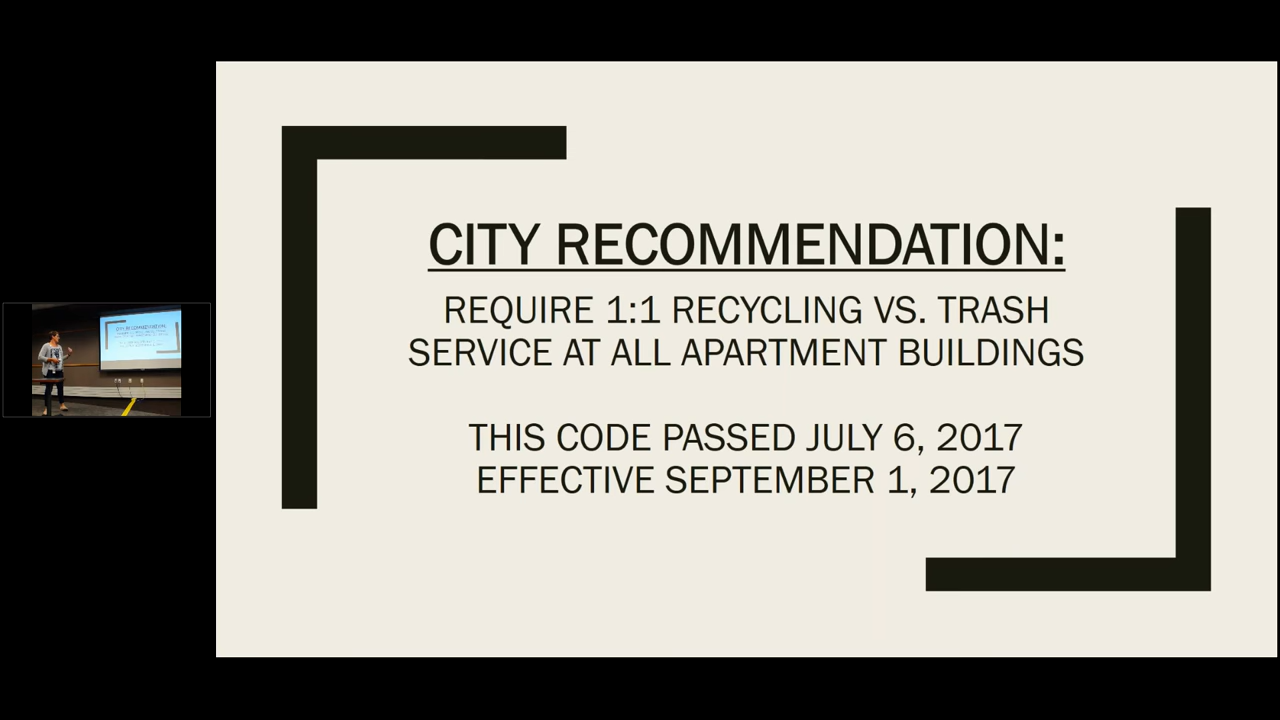 CITY RECOMMENDATION:
REQUIRE 1:1 RECYCLING VS. TRASH
SERVICE AT ALL APARTMENT BUILDINGS
THIS CODE PASSED JULY 6, 2017
EFFECTIVE SEPTEMBER 1, 2017